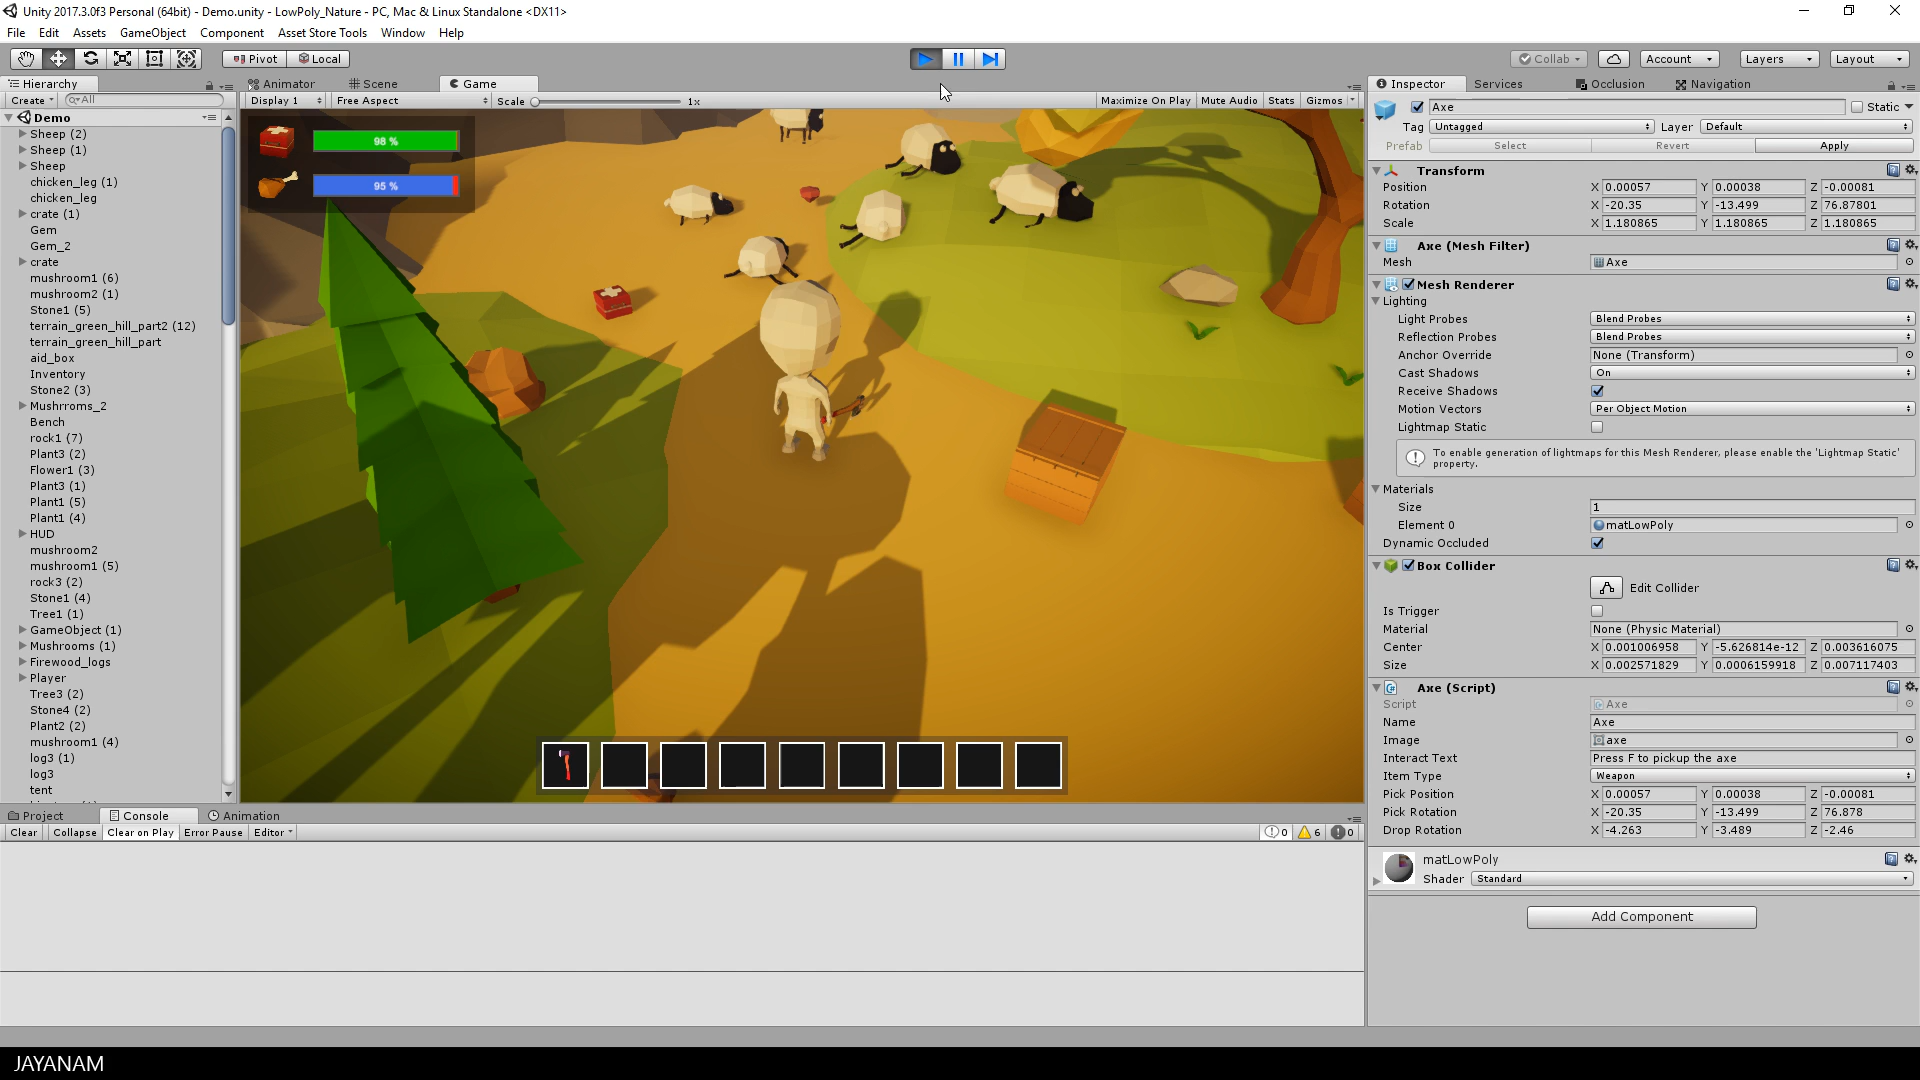 Unity 2017.3.0f3 Personal (64bit) - Demo.unity - LowPoly_Nature - PC, Mac & Linux Standalone <DX11>
File Edit Assets GameObject Component Asset Store Tools Window Help
Pivot Local Collab Account Layers Layout
Hierarchy
Create All
Demo
Sheep (2)
Sheep (1)
Sheep
chicken_leg (1)
chicken_leg
crate (1)
Gem
Gem_2
crate
mushroom1 (6)
mushroom2 (1)
Stone1 (5)
terrain_green_hill_part2 (12)
terrain_green_hill_part
aid_box
Inventory
Stone2 (3)
Mushrroms_2
Bench
rock1 (7)
Plant3 (2)
Flower1 (3)
Plant3 (1)
Plant1 (5)
Plant1 (4)
HUD
mushroom2
mushroom1 (5)
rock3 (2)
Stone1 (4)
Tree1 (1)
GameObject (1)
Mushrooms (1)
Firewood_logs
Player
Tree3 (2)
Stone4 (2)
Plant2 (2)
mushroom1 (4)
log3 (1)
log3
tent
Animator Scene Game
Display 1 Free Aspect Scale 1x Maximize On Play Mute Audio Stats Gizmos
98 %
95 %
Project Console Animation
Clear Collapse Clear on Play Error Pause Editor 0 6 0
Inspector Services Occlusion Navigation
Axe Static
Tag Untagged Layer Default
Prefab Select Revert Apply
Transform
Position X 0.00057 Y 0.00038 Z -0.00081
Rotation X -20.35 Y -13.499 Z 76.87801
Scale X 1.180865 Y 1.180865 Z 1.180865
Axe (Mesh Filter)
Mesh Axe
Mesh Renderer
Lighting
Light Probes Blend Probes
Reflection Probes Blend Probes
Anchor Override None (Transform)
Cast Shadows On
Receive Shadows
Motion Vectors Per Object Motion
Lightmap Static
To enable generation of lightmaps for this Mesh Renderer, please enable the 'Lightmap Static'
property.
Materials
Size 1
Element 0 matLowPoly
Dynamic Occluded
Box Collider
Edit Collider
Is Trigger
Material None (Physic Material)
Center X 0.001006958 Y -5.626814e-12 Z 0.003616075
Size X 0.002571829 Y 0.0006159918 Z 0.007117403
Axe (Script)
Script Axe
Name Axe
Image axe
Interact Text Press F to pickup the axe
Item Type Weapon
Pick Position X 0.00057 Y 0.00038 Z -0.00081
Pick Rotation X -20.35 Y -13.499 Z 76.878
Drop Rotation X -4.263 Y -3.489 Z -2.46
matLowPoly
Shader Standard
Add Component
JAYANAM